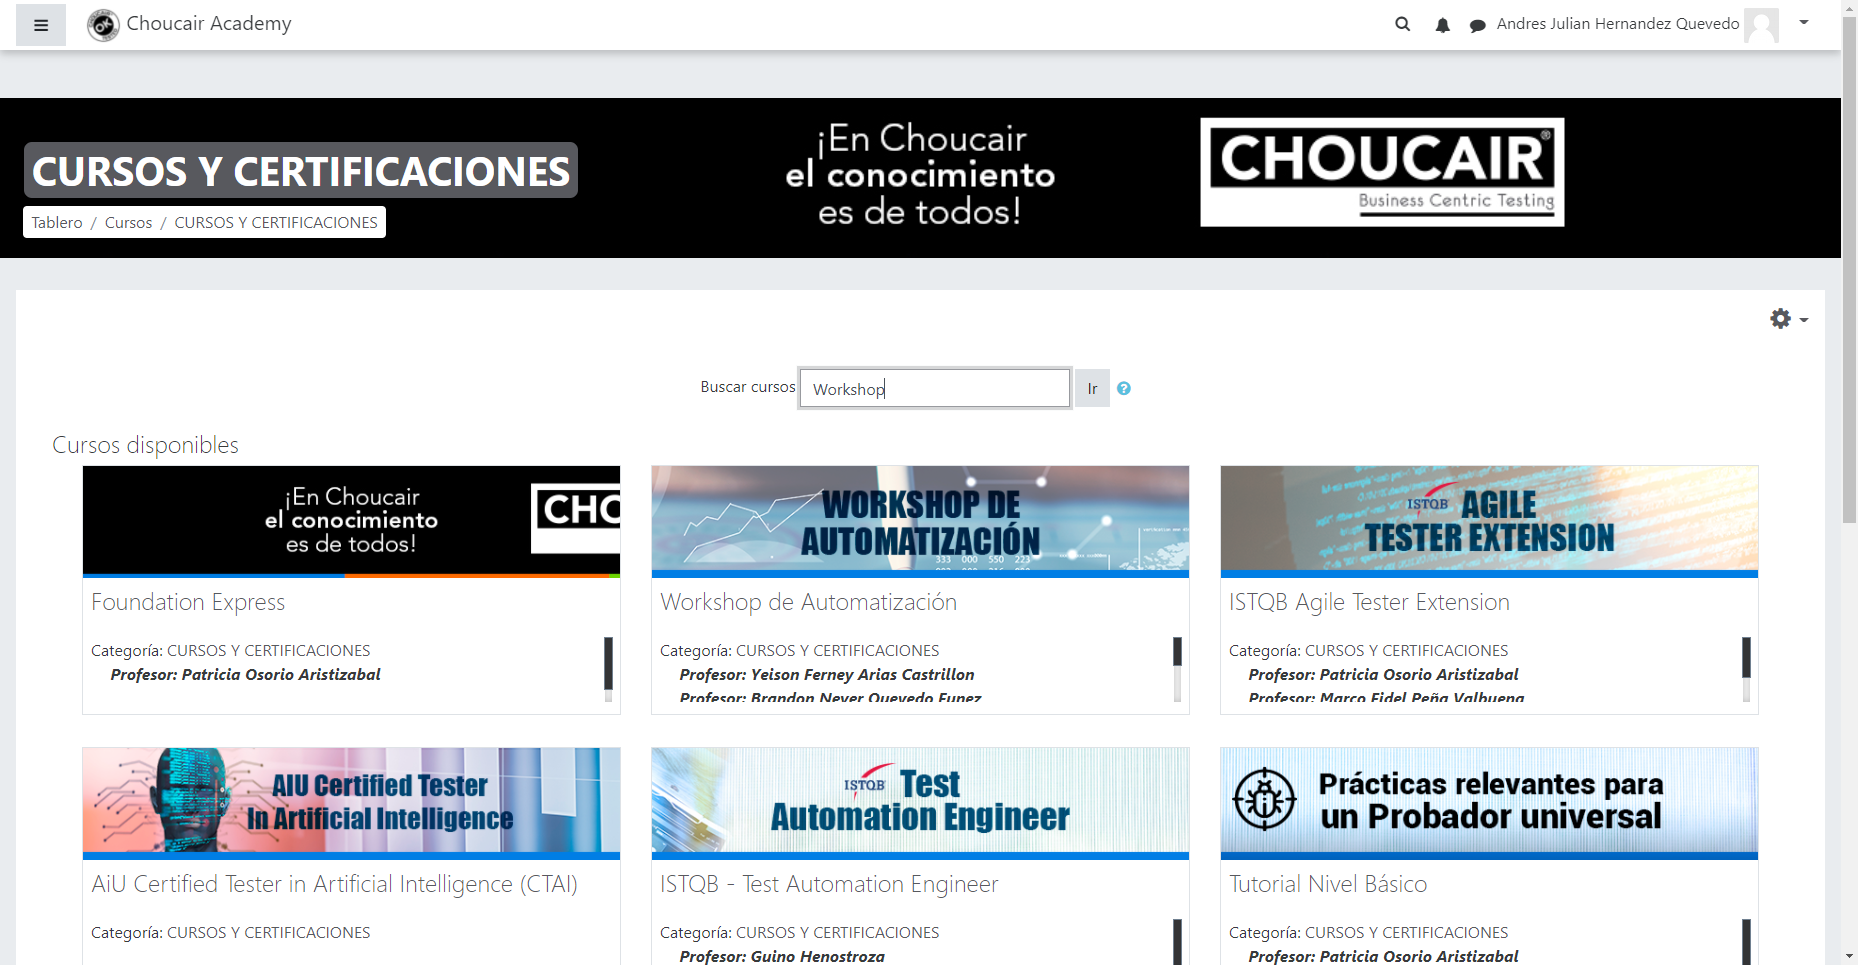 Choucair Academy
Andres Julian Hernandez Quevedo
CURSOS Y CERTIFICACIONES
Tablero / Cursos / CURSOS Y CERTIFICACIONES
¡En Choucair
el conocimiento
es de todos!
CHOUCAIR®
Business Centric Testing
Buscar cursos
Workshop
Ir
Cursos disponibles
¡En Choucair
el conocimiento
es de todos!
CHO
Foundation Express
Categoría: CURSOS Y CERTIFICACIONES
Profesor: Patricia Osorio Aristizabal
WORKSHOP DE
AUTOMATIZACIÓN
333 000 550 223
Workshop de Automatización
Categoría: CURSOS Y CERTIFICACIONES
Profesor: Yeison Ferney Arias Castrillon
Profesor: Brandon Never Quevedo Funez
ISTQB AGILE
TESTER EXTENSION
ISTQB Agile Tester Extension
Categoría: CURSOS Y CERTIFICACIONES
Profesor: Patricia Osorio Aristizabal
Profesor: Marco Fidel Peña Valbuena
AIU Certified Tester
In Artificial Intelligence
AiU Certified Tester in Artificial Intelligence (CTAI)
Categoría: CURSOS Y CERTIFICACIONES
ISTQB Test
Automation Engineer
ISTQB - Test Automation Engineer
Categoría: CURSOS Y CERTIFICACIONES
Profesor: Guino Henostroza
Prácticas relevantes para
un Probador universal
Tutorial Nivel Básico
Categoría: CURSOS Y CERTIFICACIONES
Profesor: Patricia Osorio Aristizabal